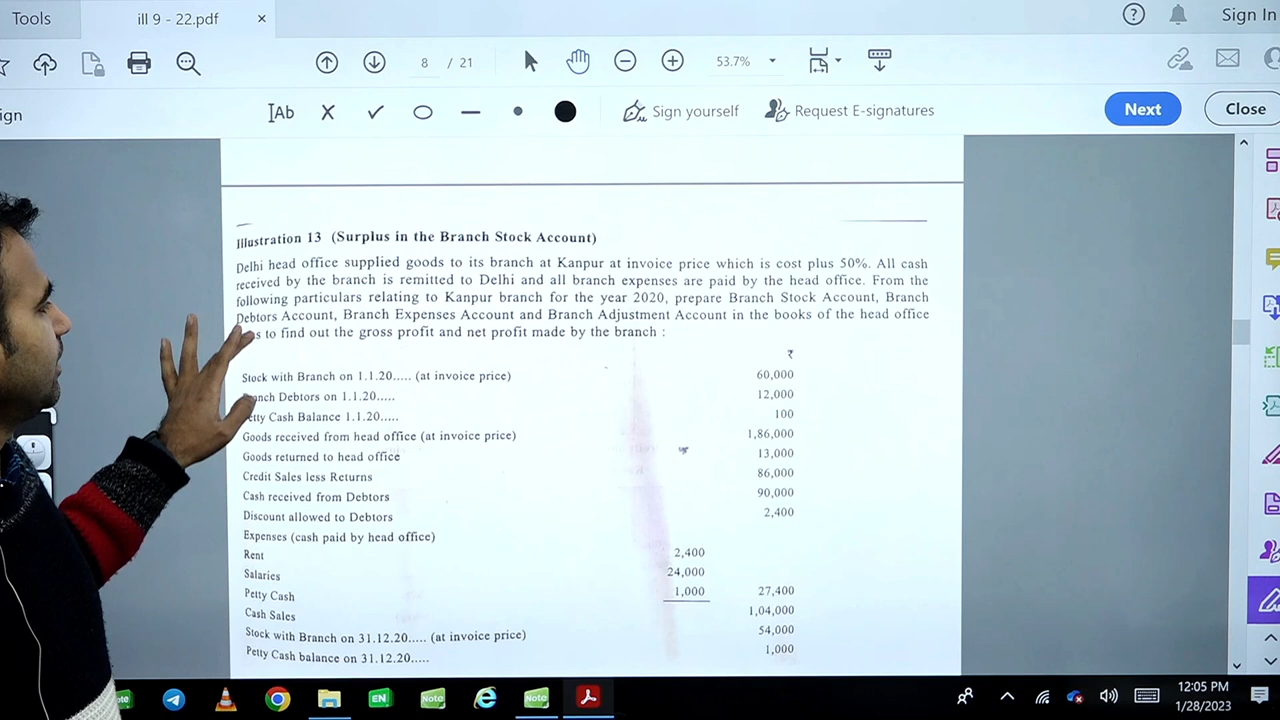 Tools
ill 9 - 22.pdf
×
?
Sign In
8 / 21
53.7%
ign
Ab
Sign yourself
Request E-signatures
Next
Close
Illustration 13 (Surplus in the Branch Stock Account)
Delhi head office supplied goods to its branch at Kanpur at invoice price which is cost plus 50%. All cash
received by the branch is remitted to Delhi and all branch expenses are paid by the head office. From the
following particulars relating to Kanpur branch for the year 2020, prepare Branch Stock Account, Branch
Debtors Account, Branch Expenses Account and Branch Adjustment Account in the books of the head office
to find out the gross profit and net profit made by the branch :
₹
Stock with Branch on 1.1.20..... (at invoice price) 60,000
Debtors on 1.1.20..... 12,000
Cash Balance 1.1.20..... 100
Goods received from head office (at invoice price) 1,86,000
Goods returned to head office 13,000
Credit Sales less Returns 86,000
Cash received from Debtors 90,000
Discount allowed to Debtors 2,400
Expenses (cash paid by head office)
Rent 2,400
Salaries 24,000
Petty Cash 1,000 27,400
Cash Sales 1,04,000
Stock with Branch on 31.12.20..... (at invoice price) 54,000
Petty Cash balance on 31.12.20..... 1,000
EN
Note
Note
12:05 PM
1/28/2023